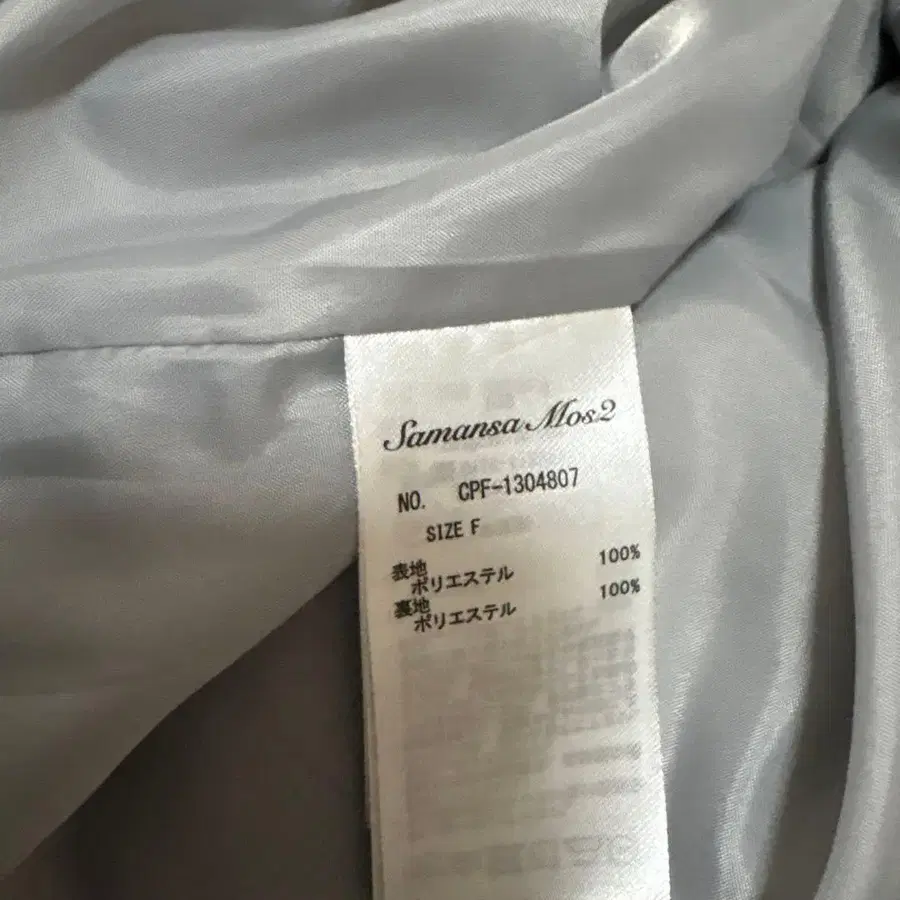 Samansa Mos2
NO. CPF-1304807
SIZE F
表地
ポリエステル 100%
裏地
ポリエステル 100%